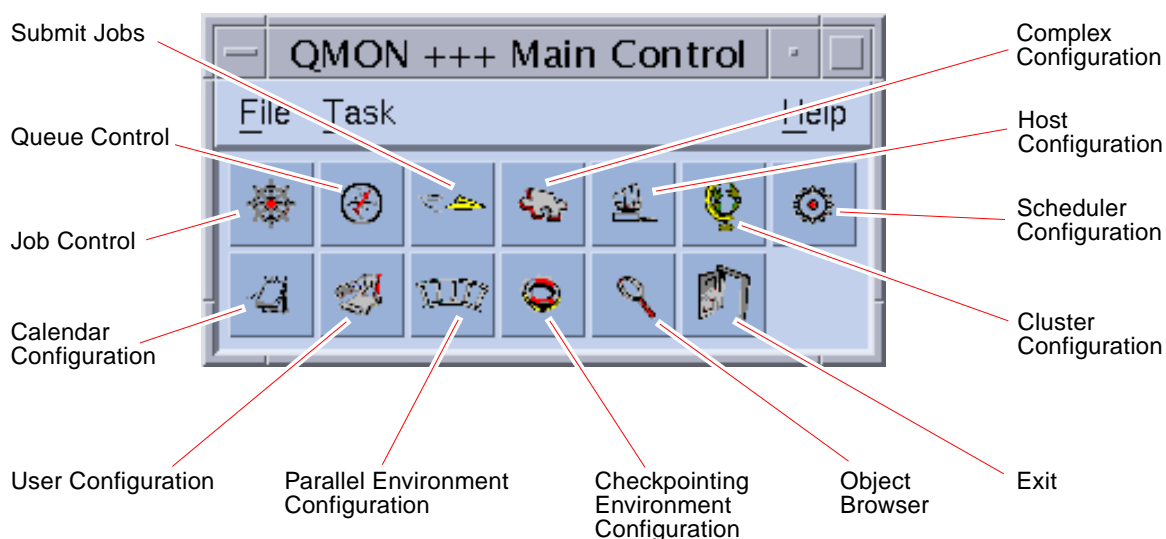 Submit Jobs
Complex
Configuration
QMON +++ Main Control
File Task Help
Queue Control
Host
Configuration
Job Control
Scheduler
Configuration
Calendar
Configuration
Cluster
Configuration
User Configuration
Parallel Environment
Configuration
Checkpointing
Environment
Configuration
Object
Browser
Exit